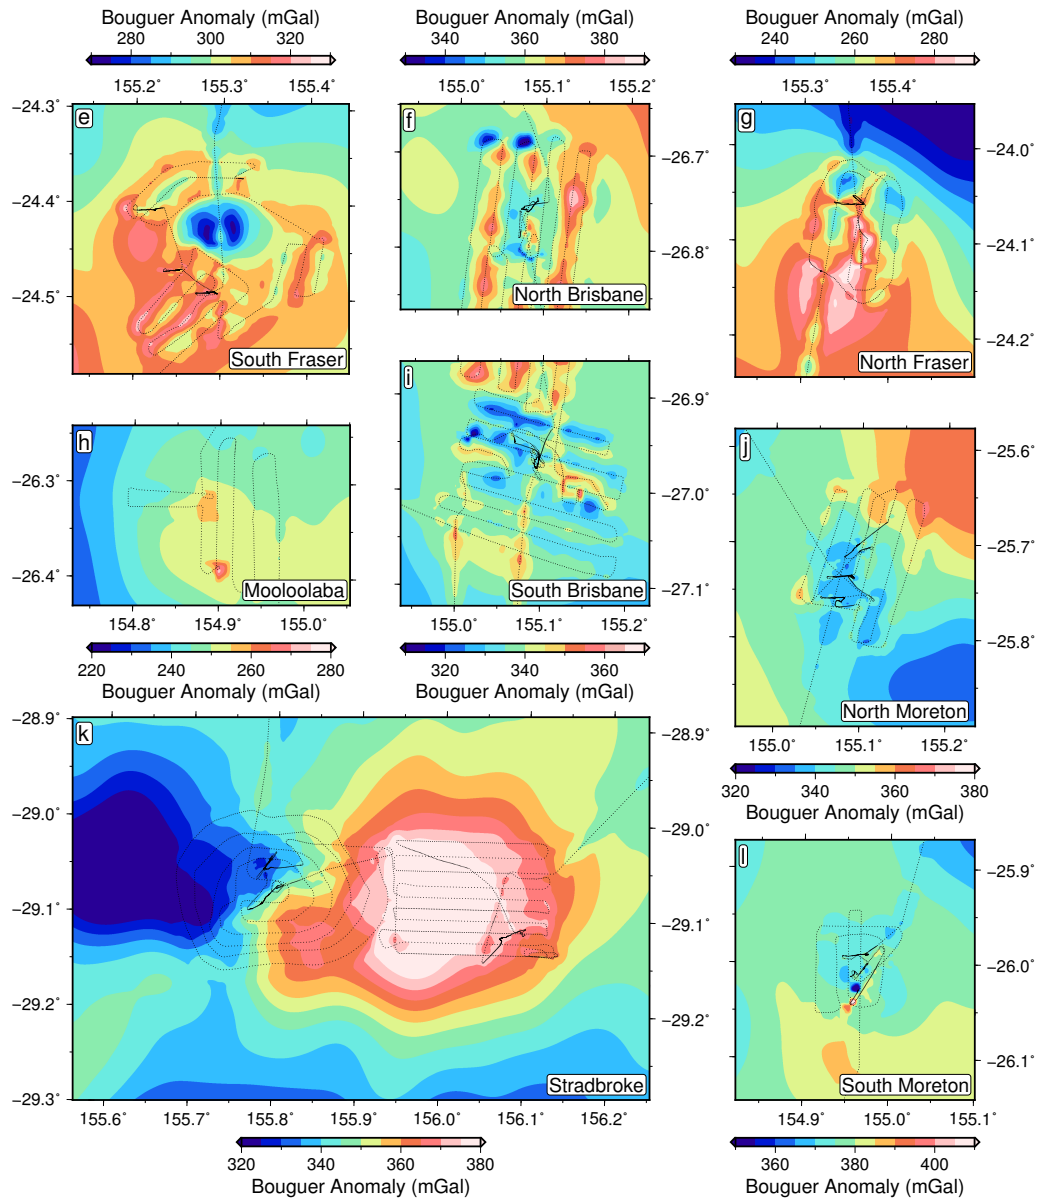 Bouguer Anomaly (mGal) Bouguer Anomaly (mGal) Bouguer Anomaly (mGal)
280 300 320 340 360 380 240 260 280
155.2˚ 155.3˚ 155.4˚ 155.0˚ 155.1˚ 155.2˚ 155.3˚ 155.4˚
−24.3˚ e f g
−24.4˚ −26.7˚ −24.0˚
−24.5˚ −26.8˚ −24.1˚
North Brisbane −24.2˚
South Fraser North Fraser
i −26.9˚
h −25.6˚
−26.3˚ −27.0˚ j
−26.4˚ Mooloolaba South Brisbane −27.1˚ −25.7˚
154.8˚ 154.9˚ 155.0˚ 155.0˚ 155.1˚ 155.2˚ −25.8˚
220 240 260 280 320 340 360
Bouguer Anomaly (mGal) Bouguer Anomaly (mGal) North Moreton
−28.9˚ k −28.9˚ 155.0˚ 155.1˚ 155.2˚
320 340 360 380
−29.0˚ −29.0˚ Bouguer Anomaly (mGal)
l −25.9˚
−29.1˚ −29.1˚
−26.0˚
−29.2˚ −29.2˚
−26.1˚
−29.3˚ Stradbroke South Moreton
155.6˚ 155.7˚ 155.8˚ 155.9˚ 156.0˚ 156.1˚ 156.2˚ 154.9˚ 155.0˚ 155.1˚
320 340 360 380 360 380 400
Bouguer Anomaly (mGal) Bouguer Anomaly (mGal)